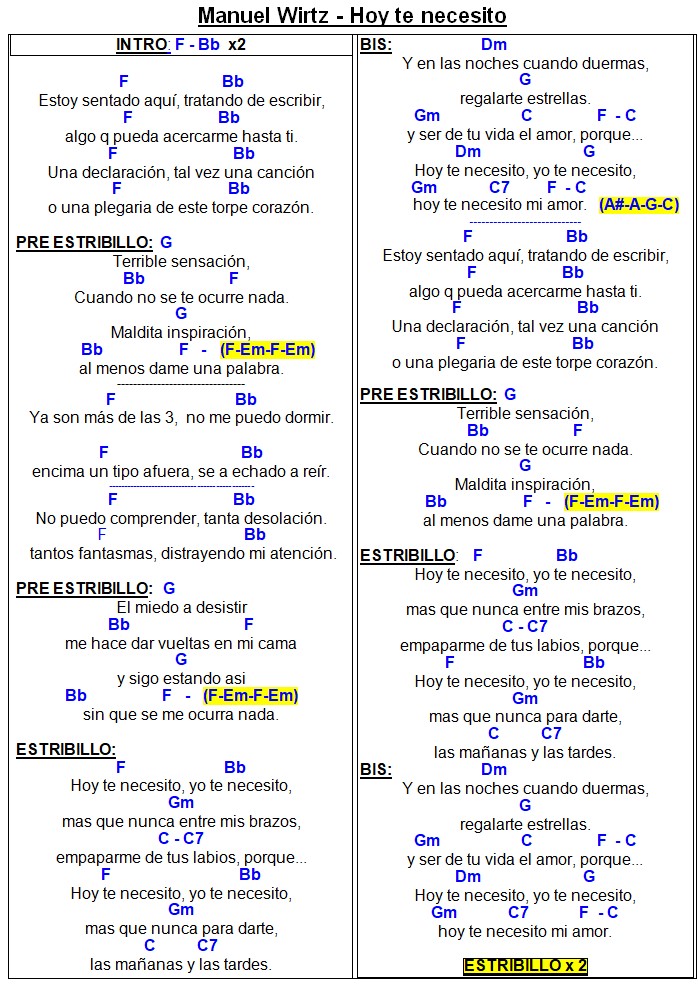 Manuel Wirtz - Hoy te necesito
INTRO: F - Bb x2
F Bb
Estoy sentado aquí, tratando de escribir,
F Bb
algo q pueda acercarme hasta ti.
F Bb
Una declaración, tal vez una canción
F Bb
o una plegaria de este torpe corazón.
PRE ESTRIBILLO: G
Terrible sensación,
Bb F
Cuando no se te ocurre nada.
G
Maldita inspiración,
Bb F - (F-Em-F-Em)
al menos dame una palabra.
--------------------------------
F Bb
Ya son más de las 3, no me puedo dormir.
F Bb
encima un tipo afuera, se a echado a reír.
--------------------------------------------
F Bb
No puedo comprender, tanta desolación.
F Bb
tantos fantasmas, distrayendo mi atención.
PRE ESTRIBILLO: G
El miedo a desistir
Bb F
me hace dar vueltas en mi cama
G
y sigo estando asi
Bb F - (F-Em-F-Em)
sin que se me ocurra nada.
ESTRIBILLO:
F Bb
Hoy te necesito, yo te necesito,
Gm
mas que nunca entre mis brazos,
C - C7
empaparme de tus labios, porque...
F Bb
Hoy te necesito, yo te necesito,
Gm
mas que nunca para darte,
C C7
las mañanas y las tardes.
BIS: Dm
Y en las noches cuando duermas,
G
regalarte estrellas.
Gm C F - C
y ser de tu vida el amor, porque...
Dm G
Hoy te necesito, yo te necesito,
Gm C7 F - C
hoy te necesito mi amor. (A#-A-G-C)
----------------------------
F Bb
Estoy sentado aquí, tratando de escribir,
F Bb
algo q pueda acercarme hasta ti.
F Bb
Una declaración, tal vez una canción
F Bb
o una plegaria de este torpe corazón.
PRE ESTRIBILLO: G
Terrible sensación,
Bb F
Cuando no se te ocurre nada.
G
Maldita inspiración,
Bb F - (F-Em-F-Em)
al menos dame una palabra.
ESTRIBILLO: F Bb
Hoy te necesito, yo te necesito,
Gm
mas que nunca entre mis brazos,
C - C7
empaparme de tus labios, porque...
F Bb
Hoy te necesito, yo te necesito,
Gm
mas que nunca para darte,
C C7
las mañanas y las tardes.
BIS: Dm
Y en las noches cuando duermas,
G
regalarte estrellas.
Gm C F - C
y ser de tu vida el amor, porque...
Dm G
Hoy te necesito, yo te necesito,
Gm C7 F - C
hoy te necesito mi amor.
ESTRIBILLO x 2